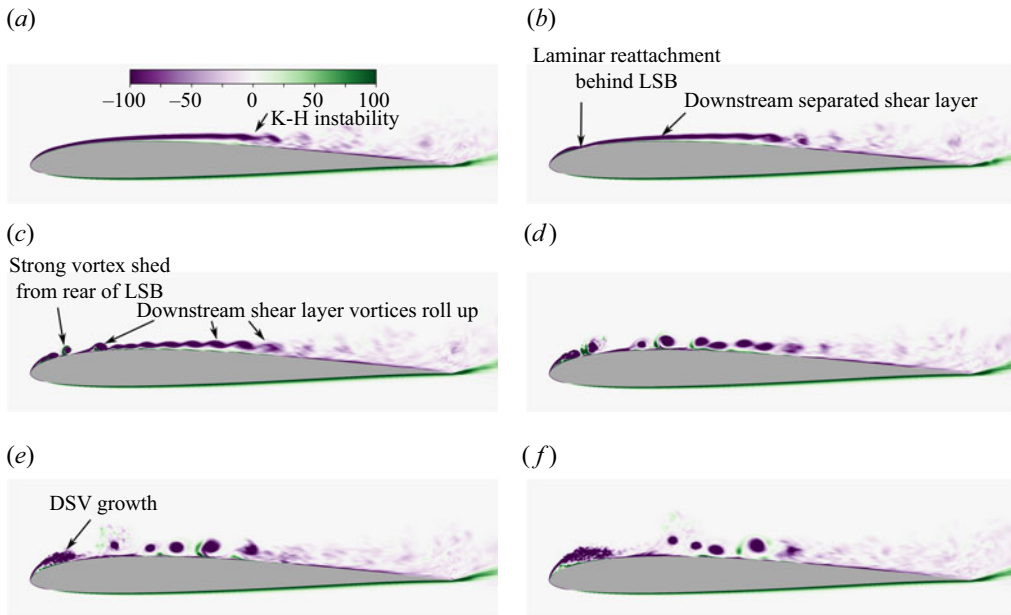 (a)
(b)
−100 −50 0 50 100
K-H instability
Laminar reattachment
behind LSB
Downstream separated shear layer
(c)
(d)
Strong vortex shed
from rear of LSB
Downstream shear layer vortices roll up
(e)
(f)
DSV growth